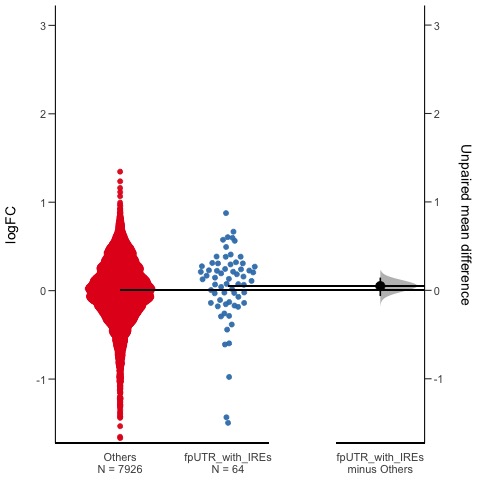 3
2
1
0
-1
logFC
3
2
1
0
-1
Unpaired mean difference
Others
N = 7926
fpUTR_with_IREs
N = 64
fpUTR_with_IREs
minus Others